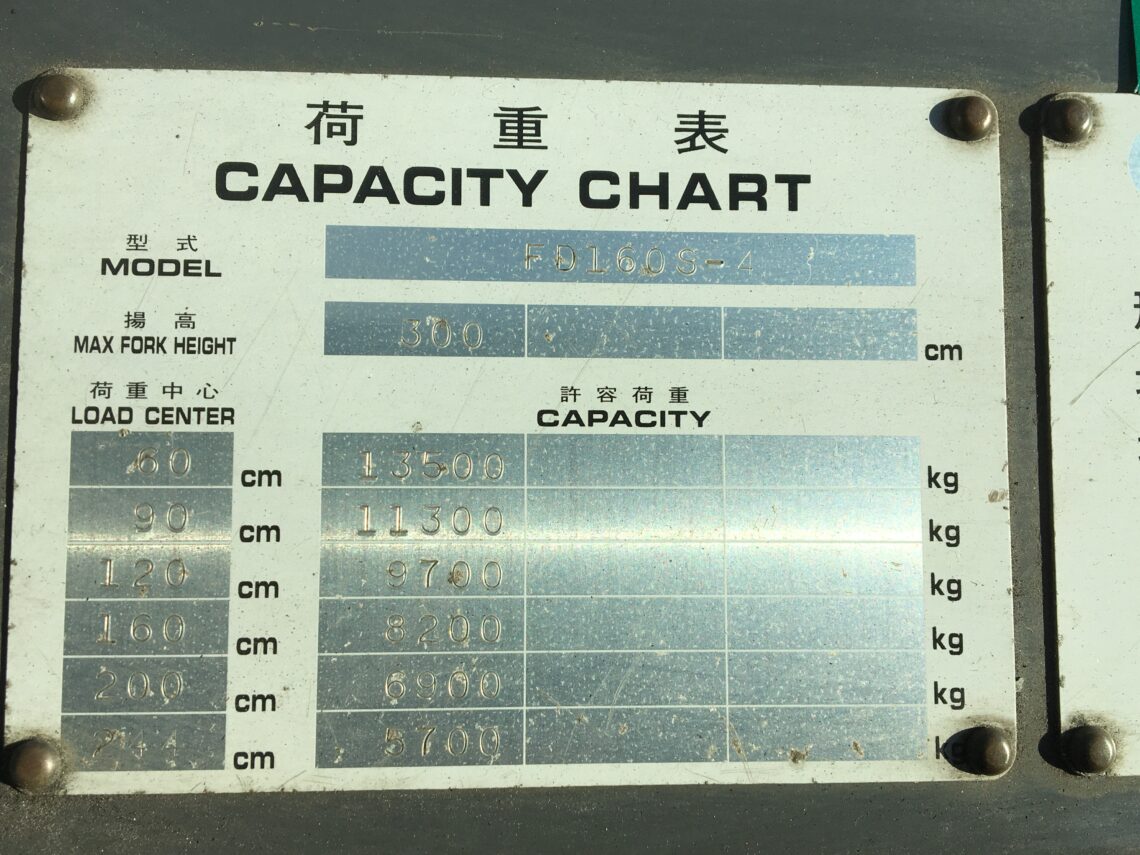 荷重表
CAPACITY CHART
型式
MODEL
FD160S-4
揚高
MAX FORK HEIGHT
300
cm
荷重中心
LOAD CENTER
許容荷重
CAPACITY
60 cm 13500 kg
90 cm 11300 kg
120 cm 9700 kg
160 cm 8200 kg
200 cm 6900 kg
244 cm 5700 kg